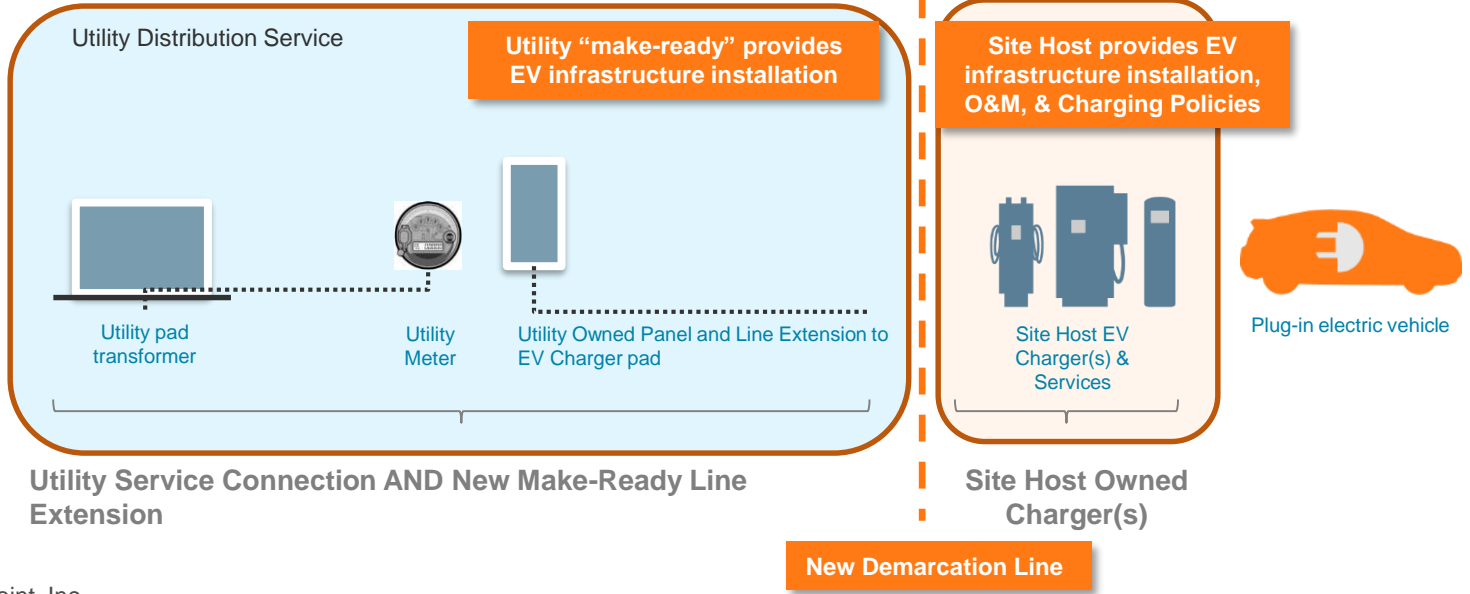 Utility Distribution Service
Utility “make-ready” provides
EV infrastructure installation
Site Host provides EV
infrastructure installation,
O&M, & Charging Policies
Utility pad
transformer
Utility
Meter
Utility Owned Panel and Line Extension to
EV Charger pad
Site Host EV
Charger(s) &
Services
Plug-in electric vehicle
Utility Service Connection AND New Make-Ready Line
Extension
Site Host Owned
Charger(s)
New Demarcation Line